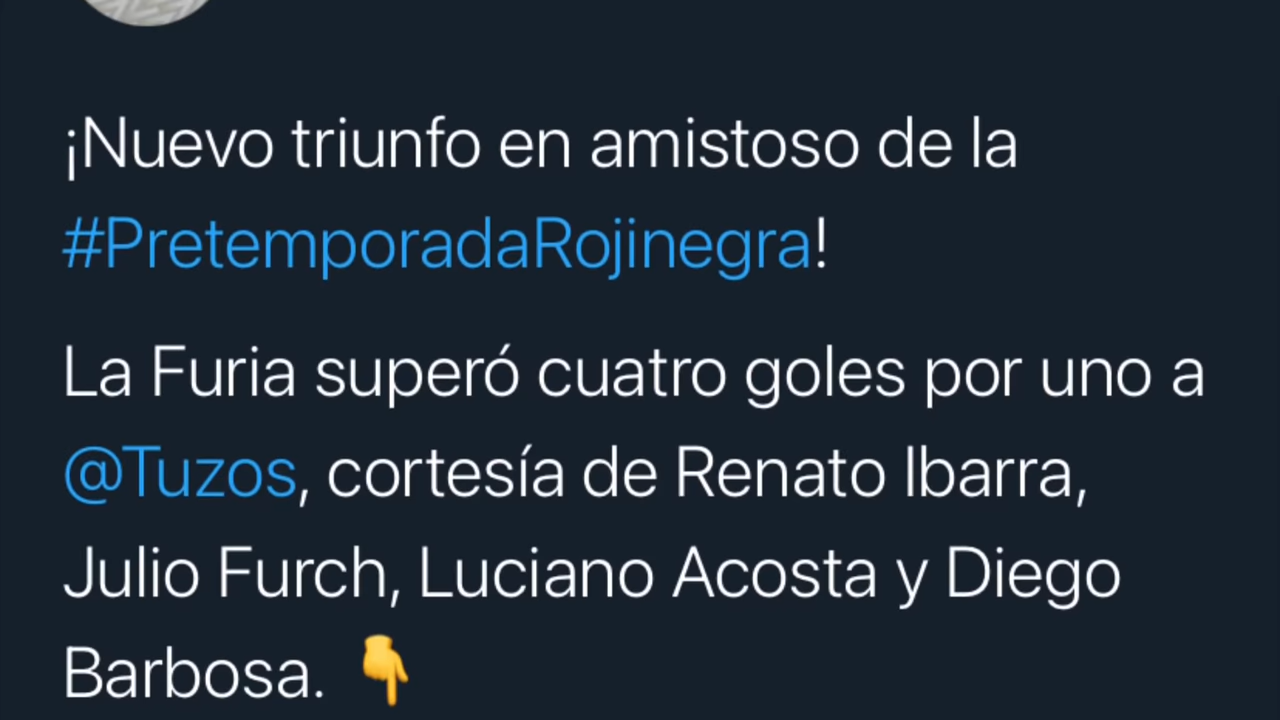 ¡Nuevo triunfo en amistoso de la
#PretemporadaRojinegra!
La Furia superó cuatro goles por uno a
@Tuzos, cortesía de Renato Ibarra,
Julio Furch, Luciano Acosta y Diego
Barbosa. 👇